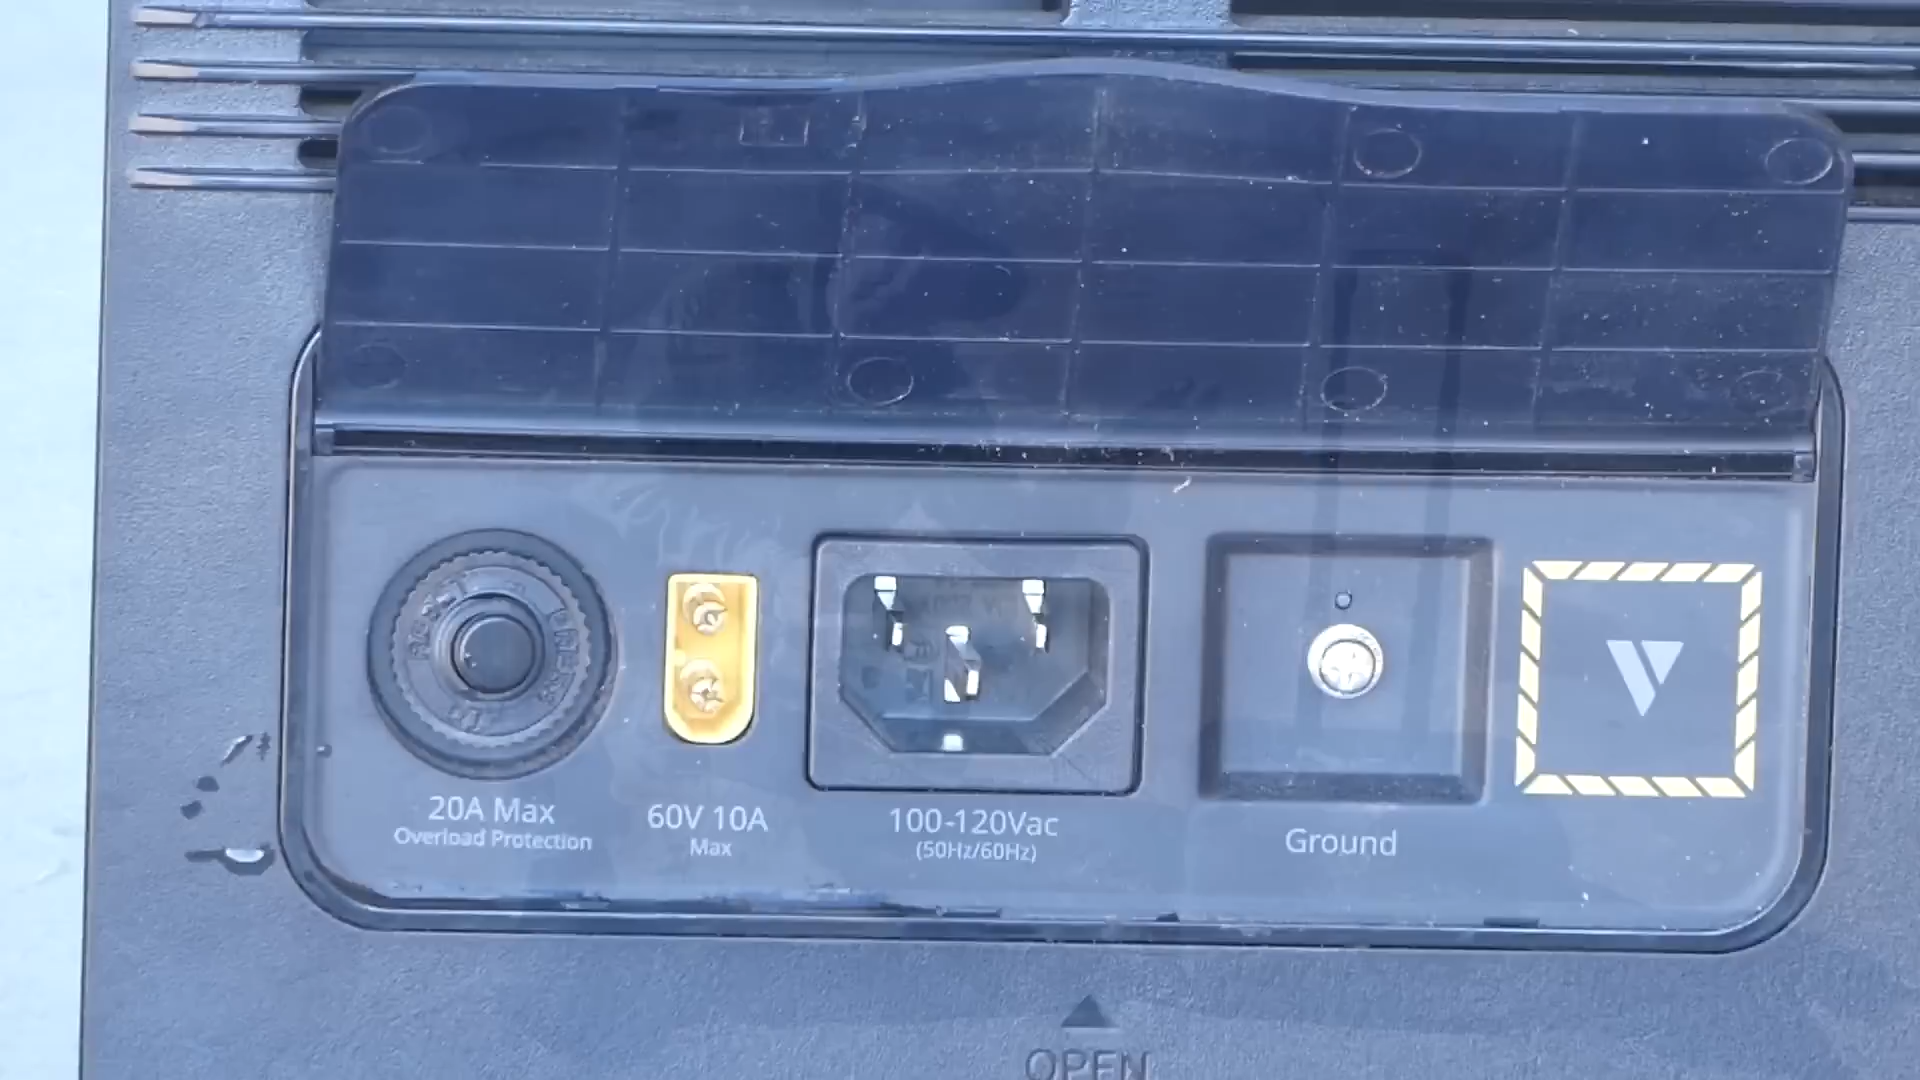 20A Max
Overload Protection
60V 10A
Max
100-120Vac
(50Hz/60Hz)
Ground
OPEN